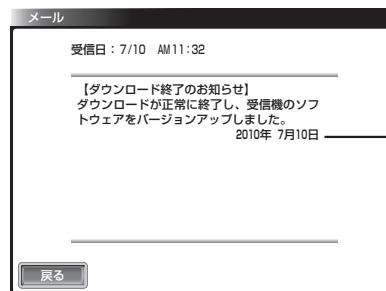 メール
受信日：7/10 AM11:32
【ダウンロード終了のお知らせ】
ダウンロードが正常に終了し、受信機のソフ
トウェアをバージョンアップしました。
2010年 7月10日
戻る